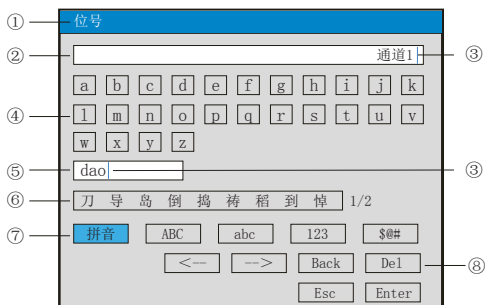 ① 位号
② 通道1 ③
a b c d e f g h i j k
④ l m n o p q r s t u v
w x y z
⑤ dao ③
⑥ 刀 导 岛 倒 捣 祷 稻 到 悼 1/2
⑦ 拼音 ABC abc 123 $@#
<-- --> Back Del ⑧
Esc Enter